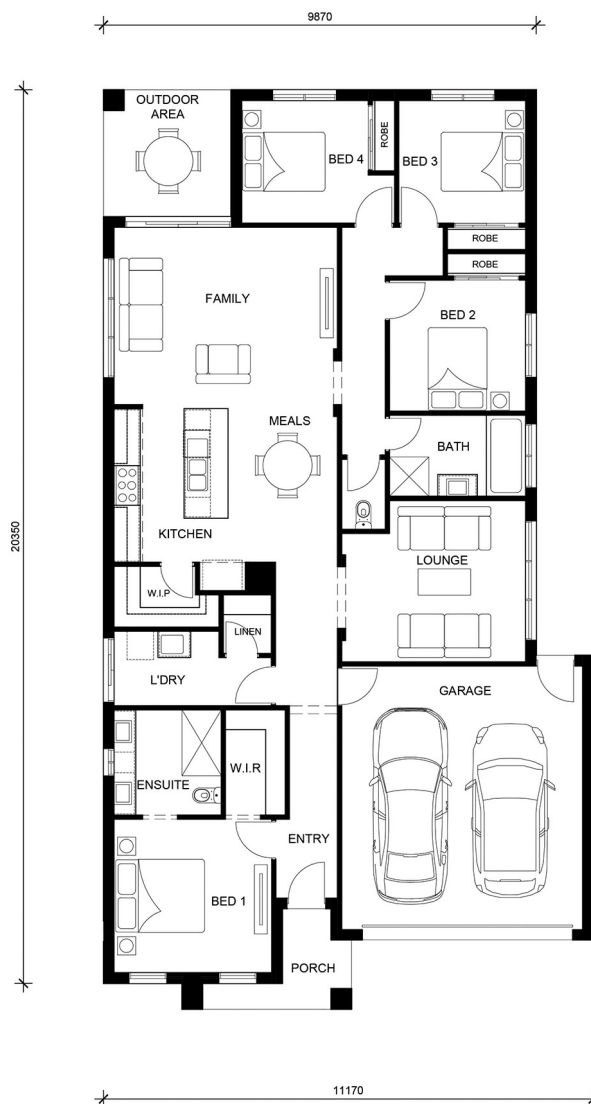 9870
OUTDOOR
AREA
BED 4
ROBE
BED 3
ROBE
ROBE
FAMILY
BED 2
MEALS
BATH
20350
KITCHEN
LOUNGE
W.I.P
LINEN
L'DRY
GARAGE
ENSUITE
W.I.R
ENTRY
BED 1
PORCH
11170